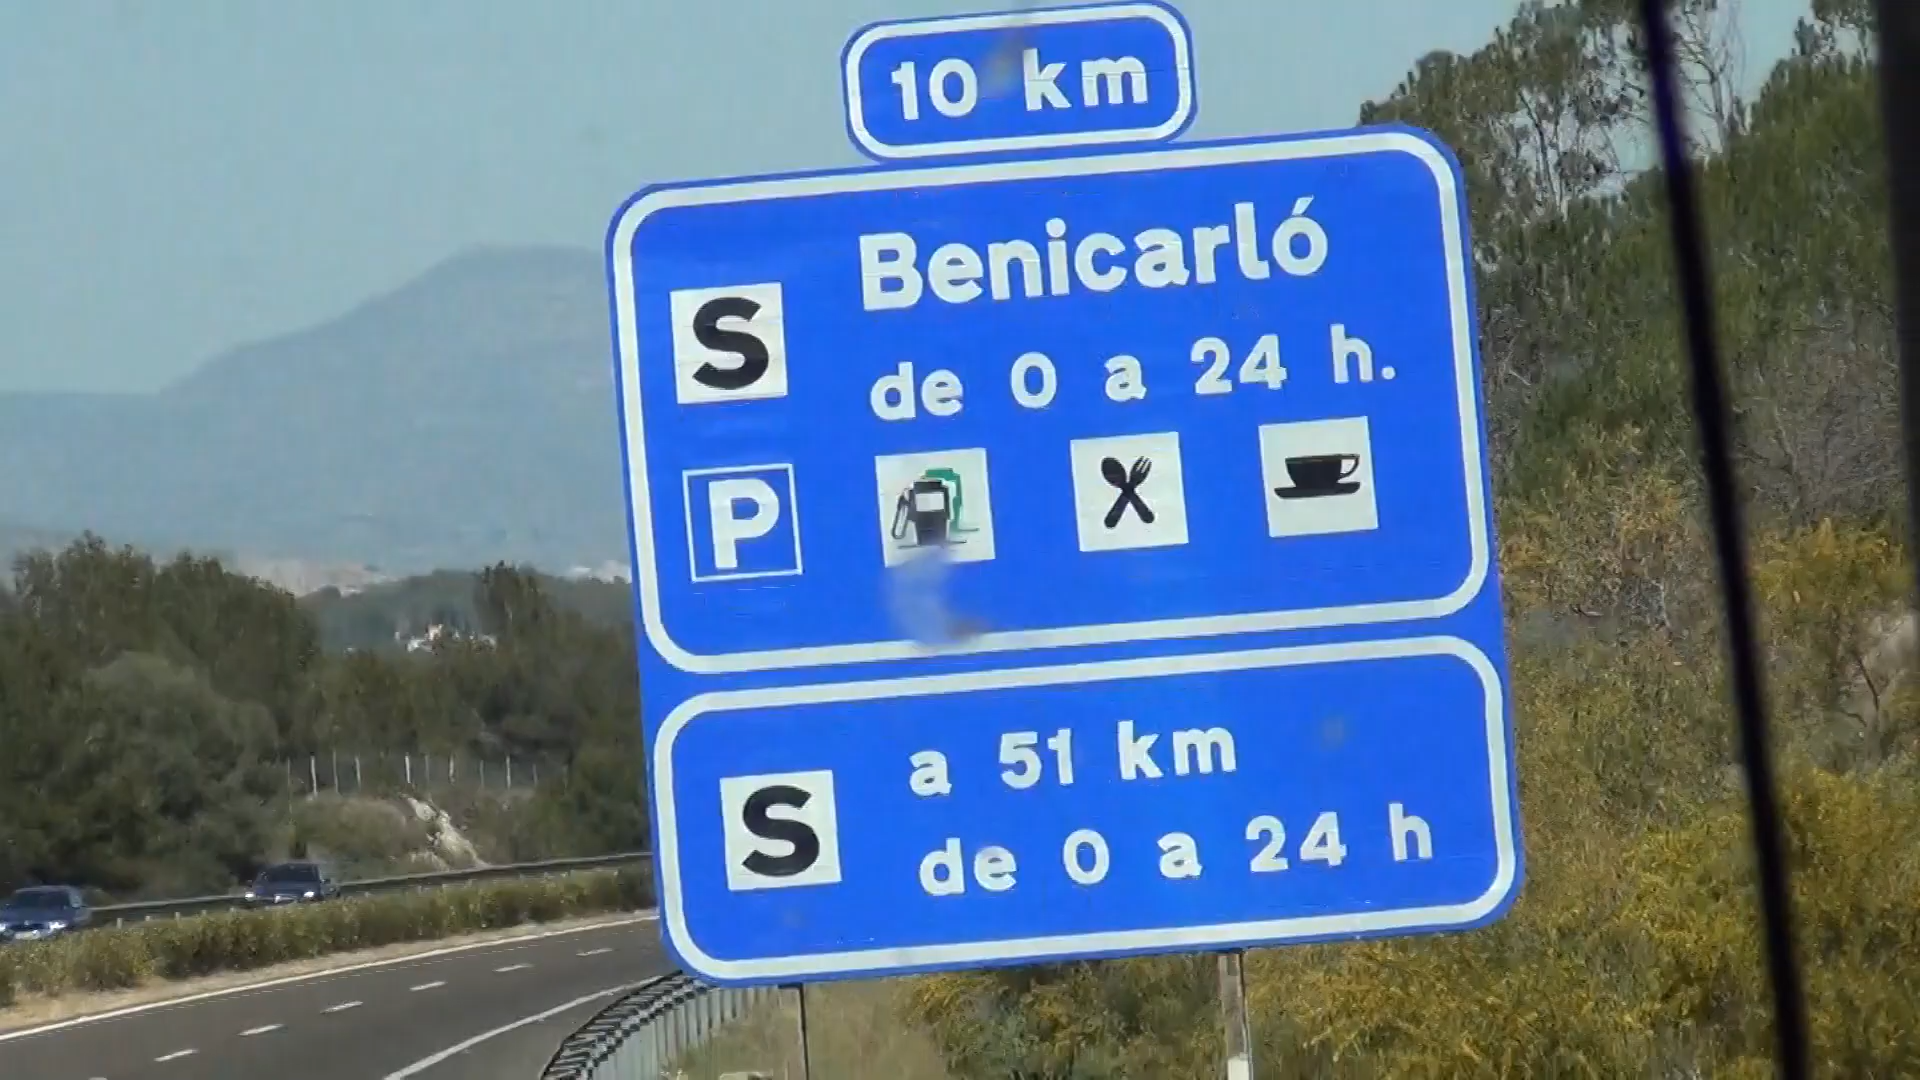 10 km
S Benicarló
de 0 a 24 h.
P
S a 51 km
de 0 a 24 h